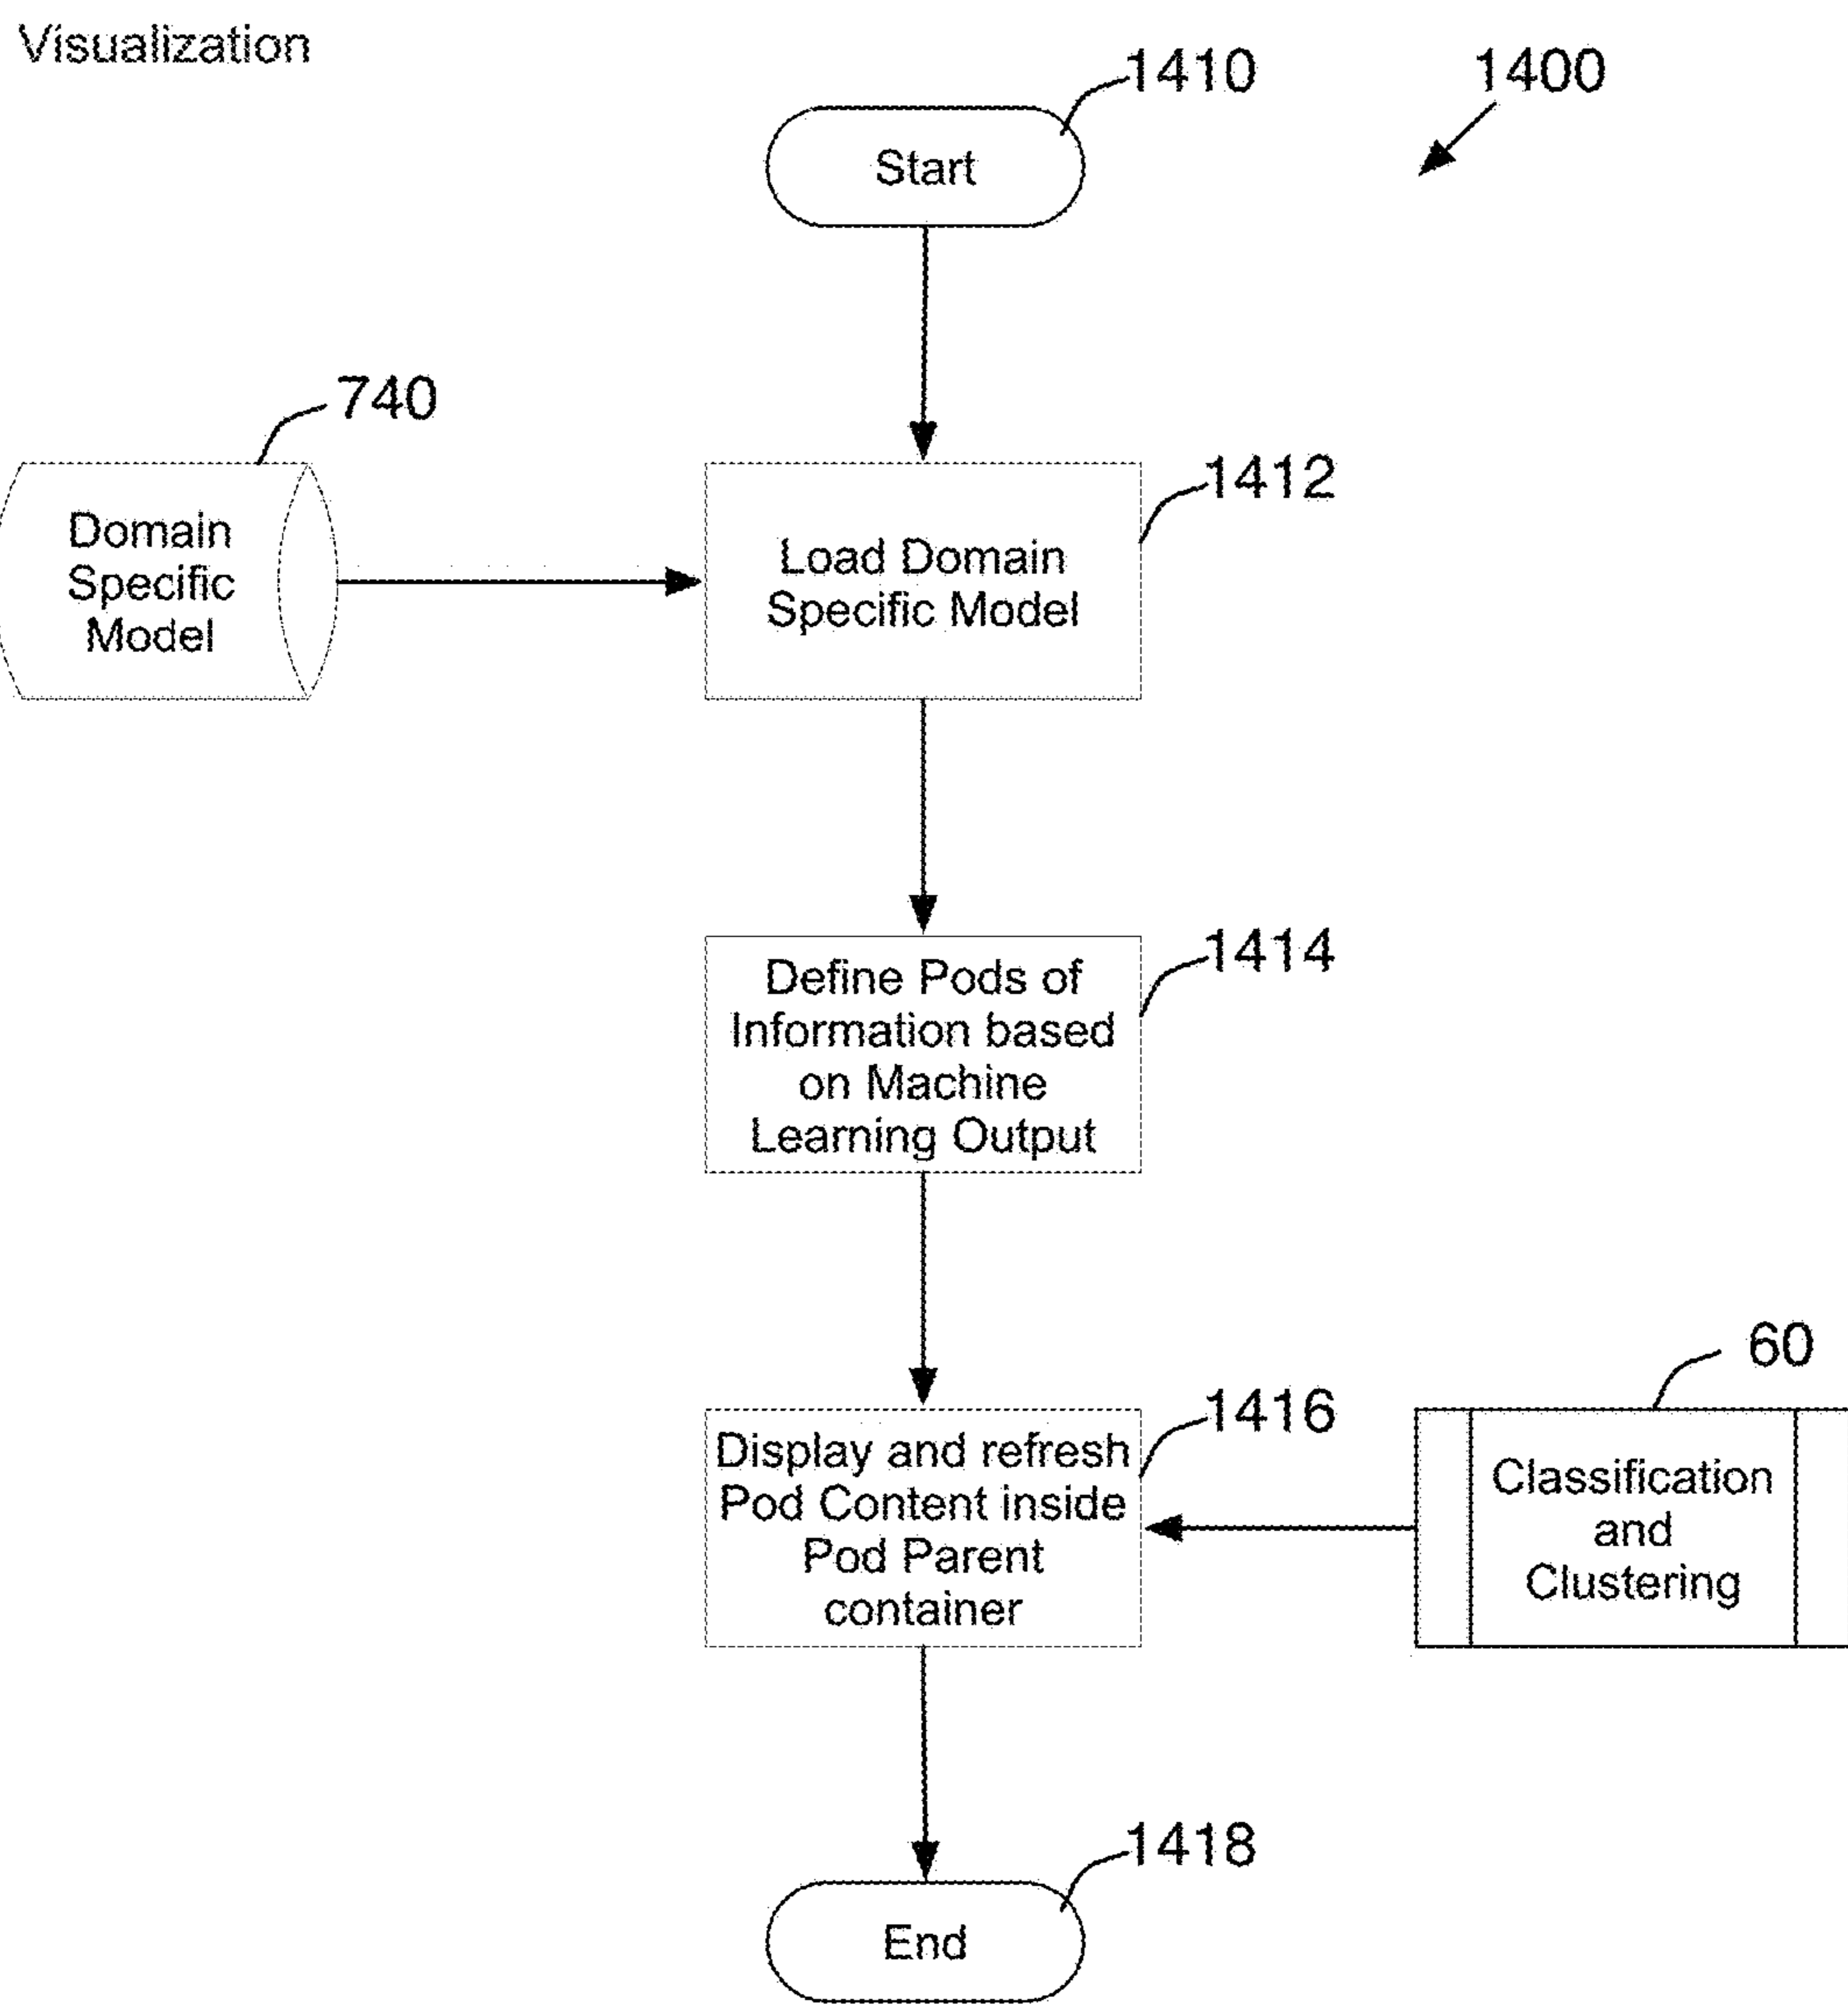 Visualization
1410
1400
Start
740
1412
Domain
Specific
Model
Load Domain
Specific Model
1414
Define Pods of
Information based
on Machine
Learning Output
60
1416
Display and refresh
Pod Content inside
Pod Parent
container
Classification
and
Clustering
1418
End